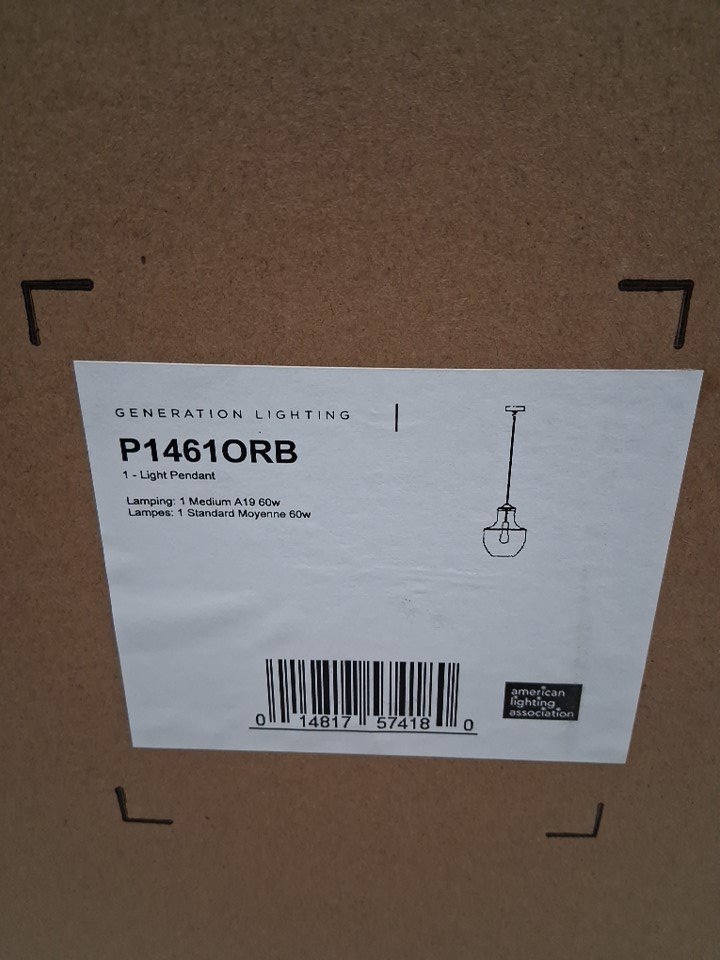 GENERATION LIGHTING
P1461ORB
1 - Light Pendant
Lamping: 1 Medium A19 60w
Lampes: 1 Standard Moyenne 60w
0 14817 57418 0
american
lighting
association